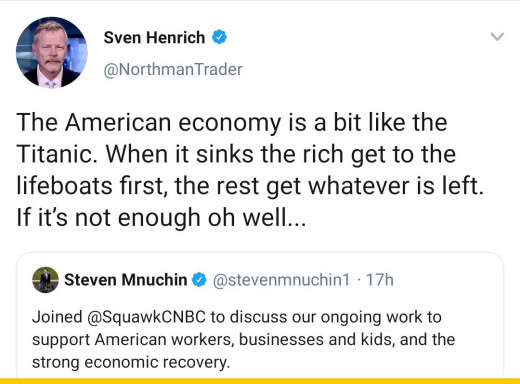 Sven Henrich
@NorthmanTrader
The American economy is a bit like the
Titanic. When it sinks the rich get to the
lifeboats first, the rest get whatever is left.
If it's not enough oh well...
Steven Mnuchin @stevenmnuchin1 · 17h
Joined @SquawkCNBC to discuss our ongoing work to
support American workers, businesses and kids, and the
strong economic recovery.